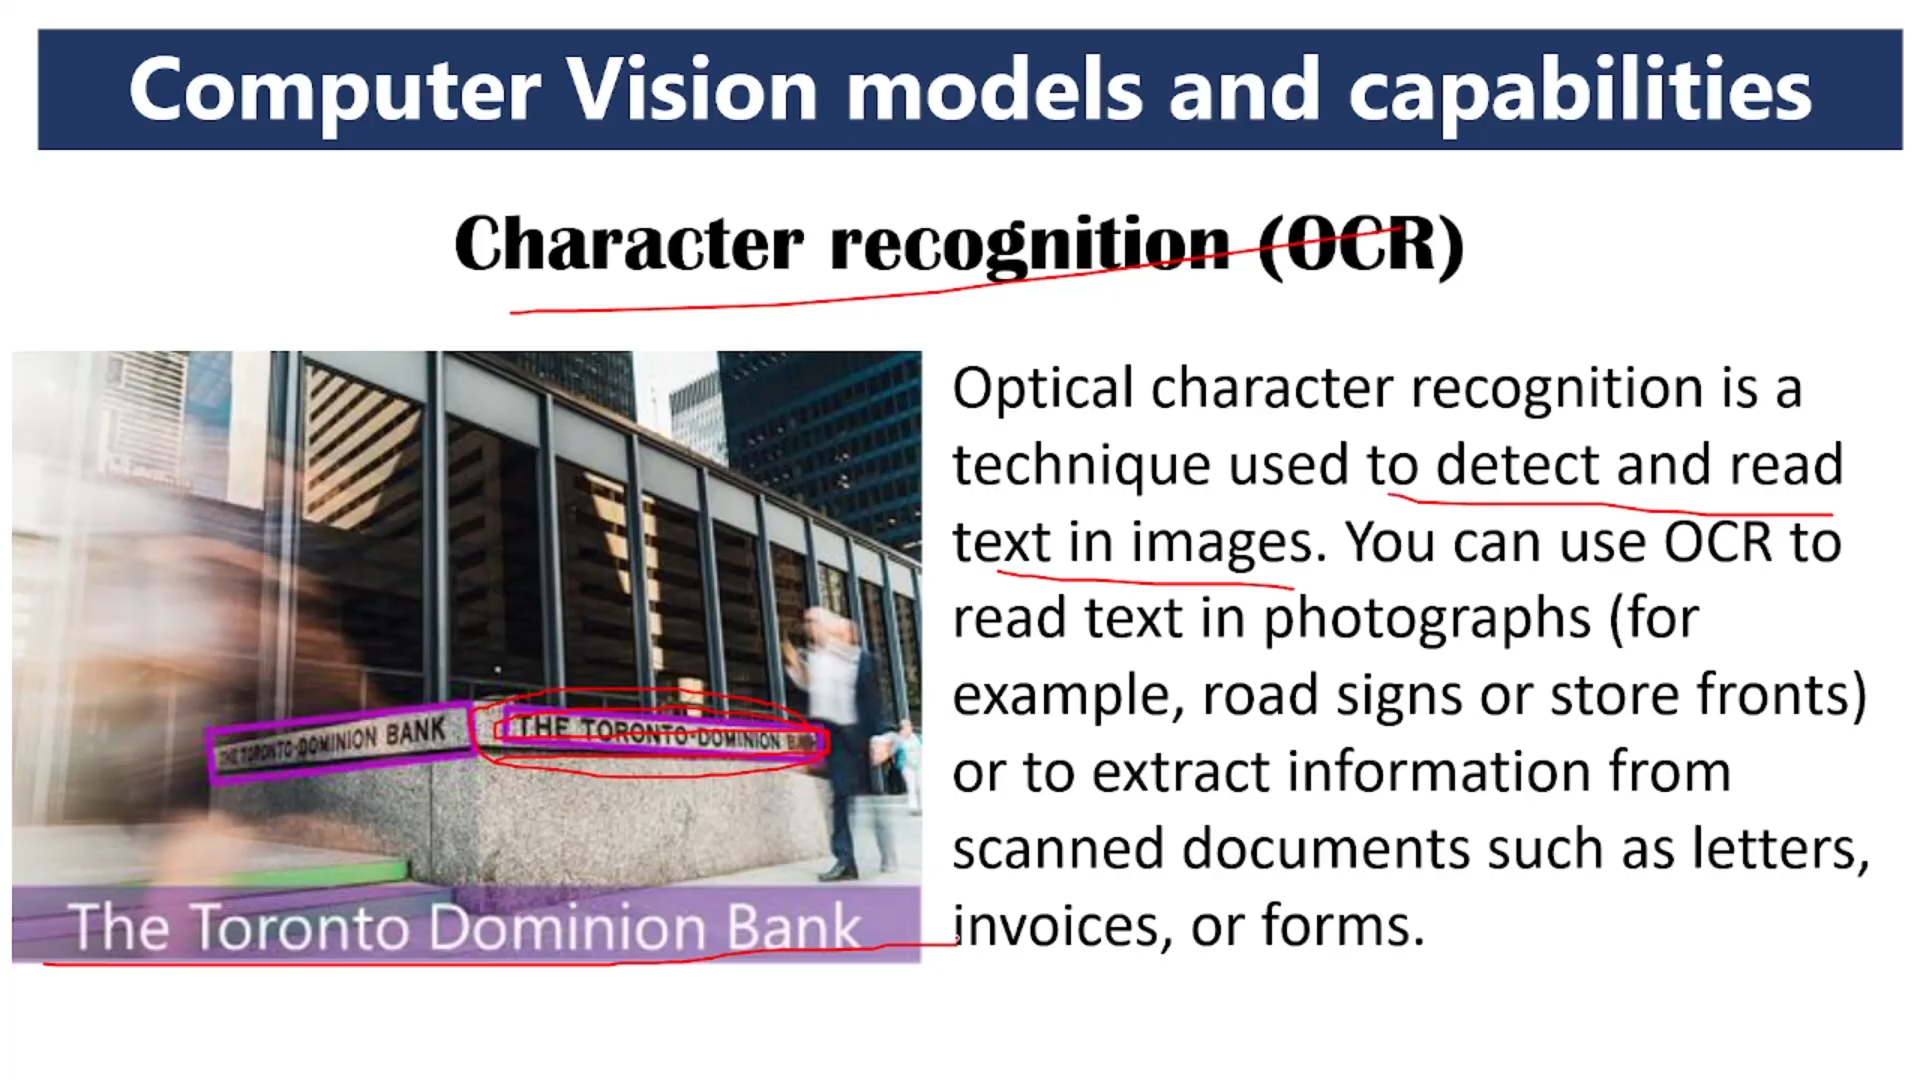 Computer Vision models and capabilities
Character recognition (OCR)
Optical character recognition is a
technique used to detect and read
text in images. You can use OCR to
read text in photographs (for
example, road signs or store fronts)
or to extract information from
scanned documents such as letters,
invoices, or forms.
THE TORONTO-DOMINION BANK
THE TORONTO-DOMINION BANK
The Toronto Dominion Bank